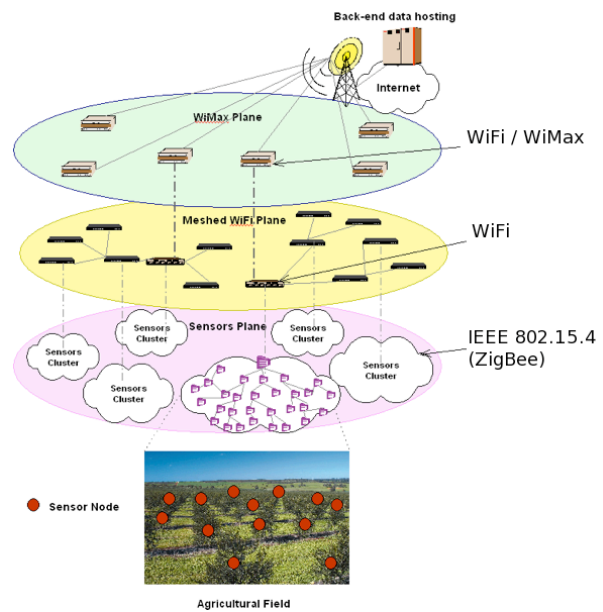 Back-end data hosting
Internet
WiMax Plane
WiFi / WiMax
Meshed WiFi Plane
WiFi
Sensors Plane
Sensors
Cluster
Sensors
Cluster
Sensors
Cluster
Sensors
Cluster
Sensors
Cluster
IEEE 802.15.4
(ZigBee)
Sensor Node
Agricultural Field